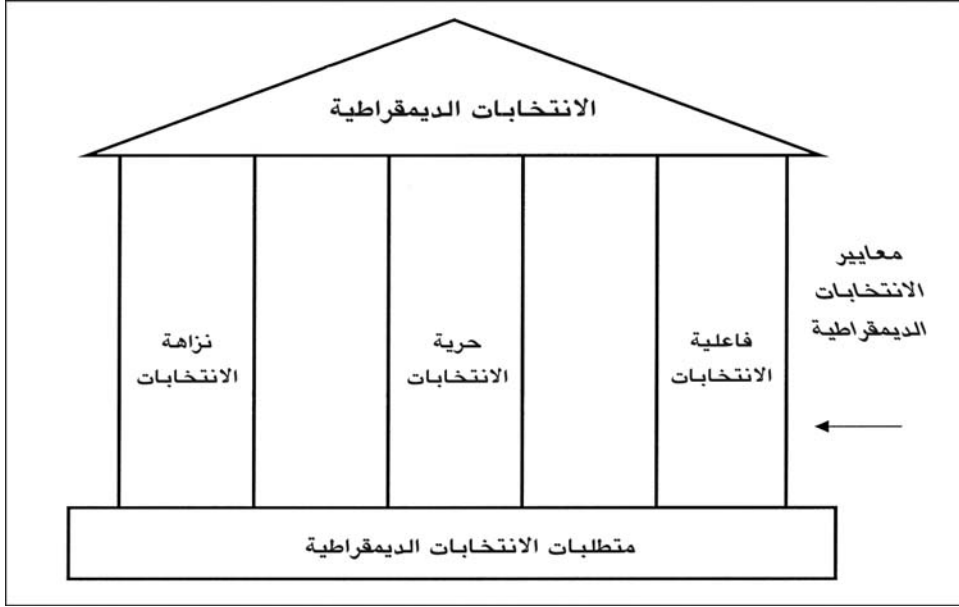 الانتخابات الديمقراطية
معايير
الانتخابات
الديمقراطية
فاعلية
الانتخابات
حرية
الانتخابات
نزاهة
الانتخابات
متطلبات الانتخابات الديمقراطية